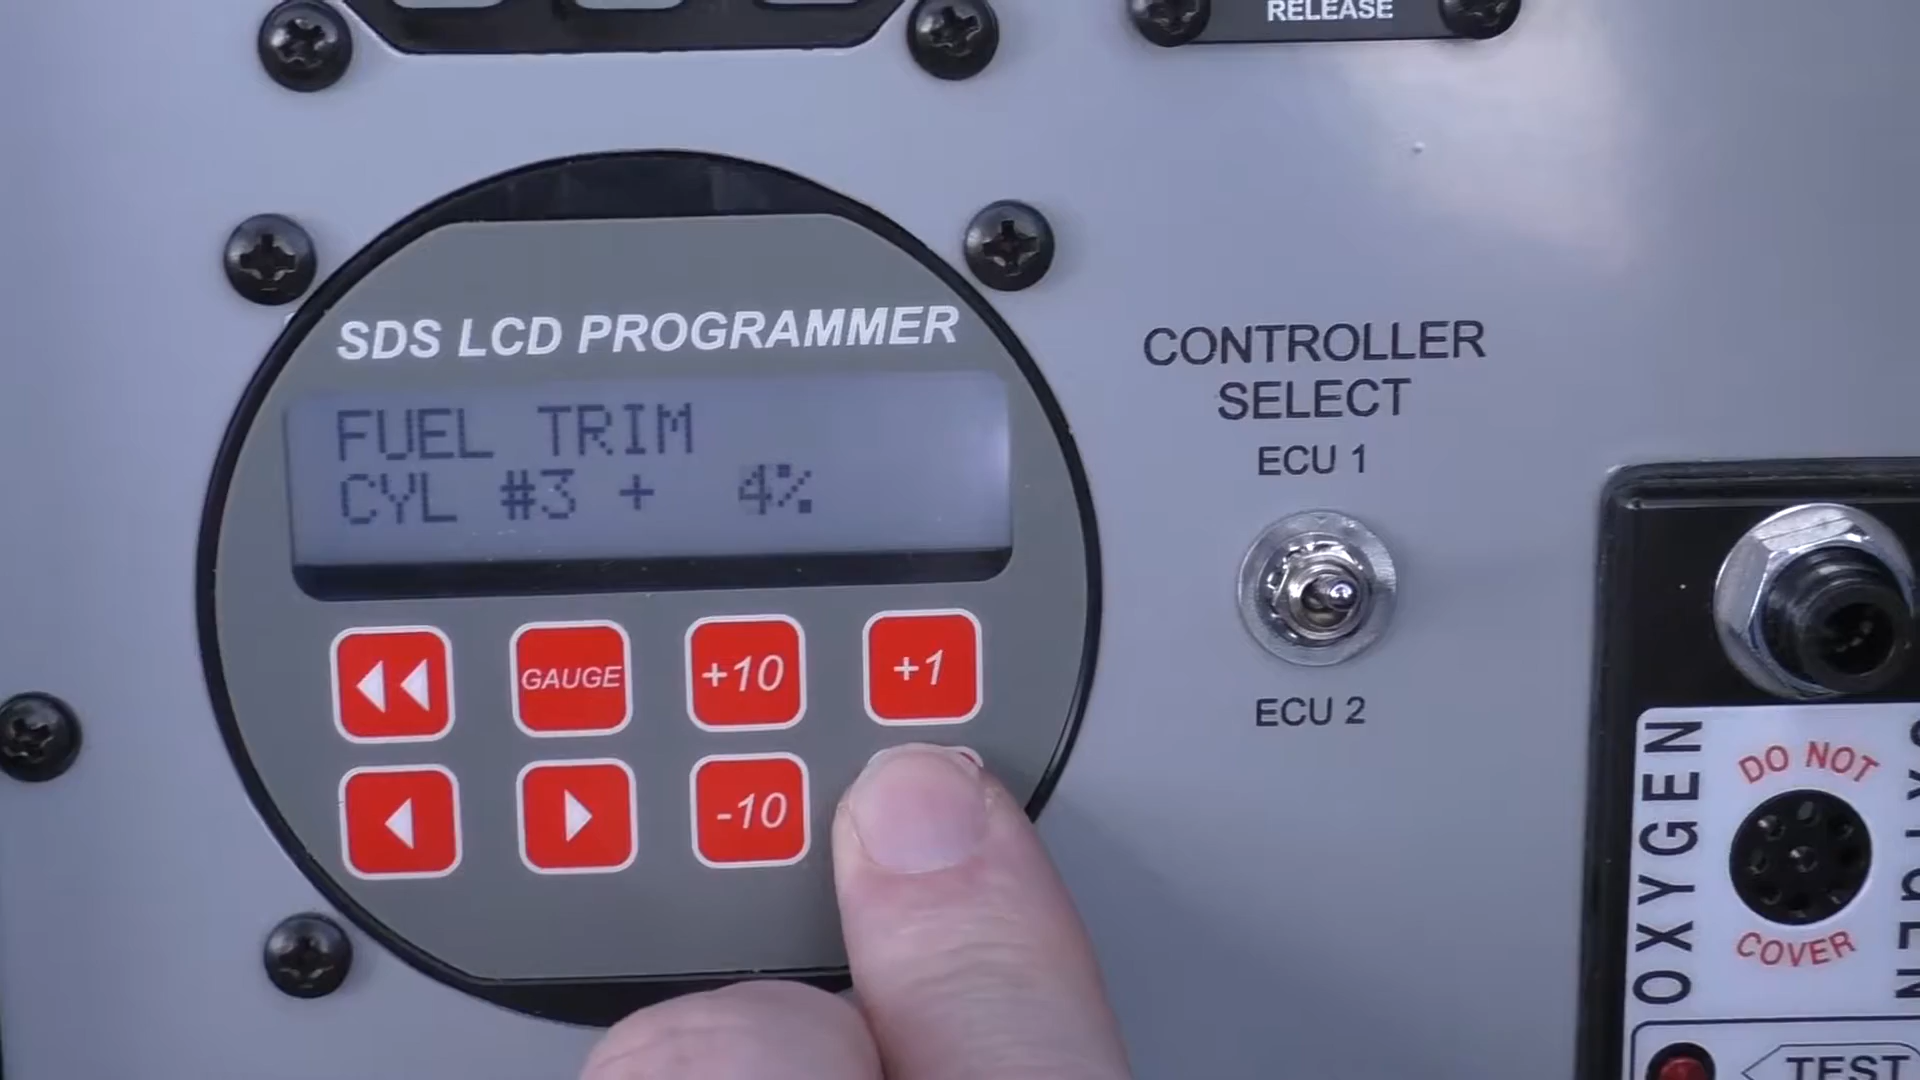 RELEASE
SDS LCD PROGRAMMER
FUEL TRIM
CYL #3 + 4%
GAUGE
+10
+1
-10
CONTROLLER
SELECT
ECU 1
ECU 2
OXYGEN
DO NOT
COVER
TEST